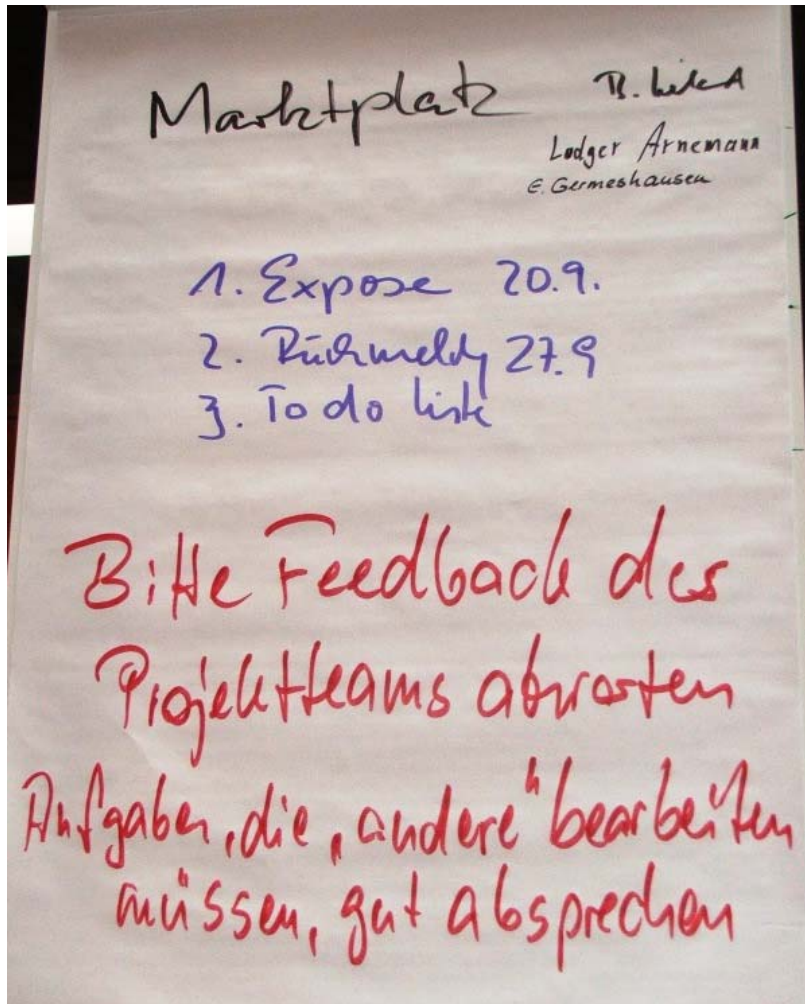 Marktplatz
B.
Ludger Arnemann
E. Germeshausen
1. Expose 20.9.
2. Rückmeldg 27.9
3. To do liste
Bitte Feedback des
Projektteams abwarten
Aufgaben, die „andere“ bearbeiten
müssen, gut absprechen